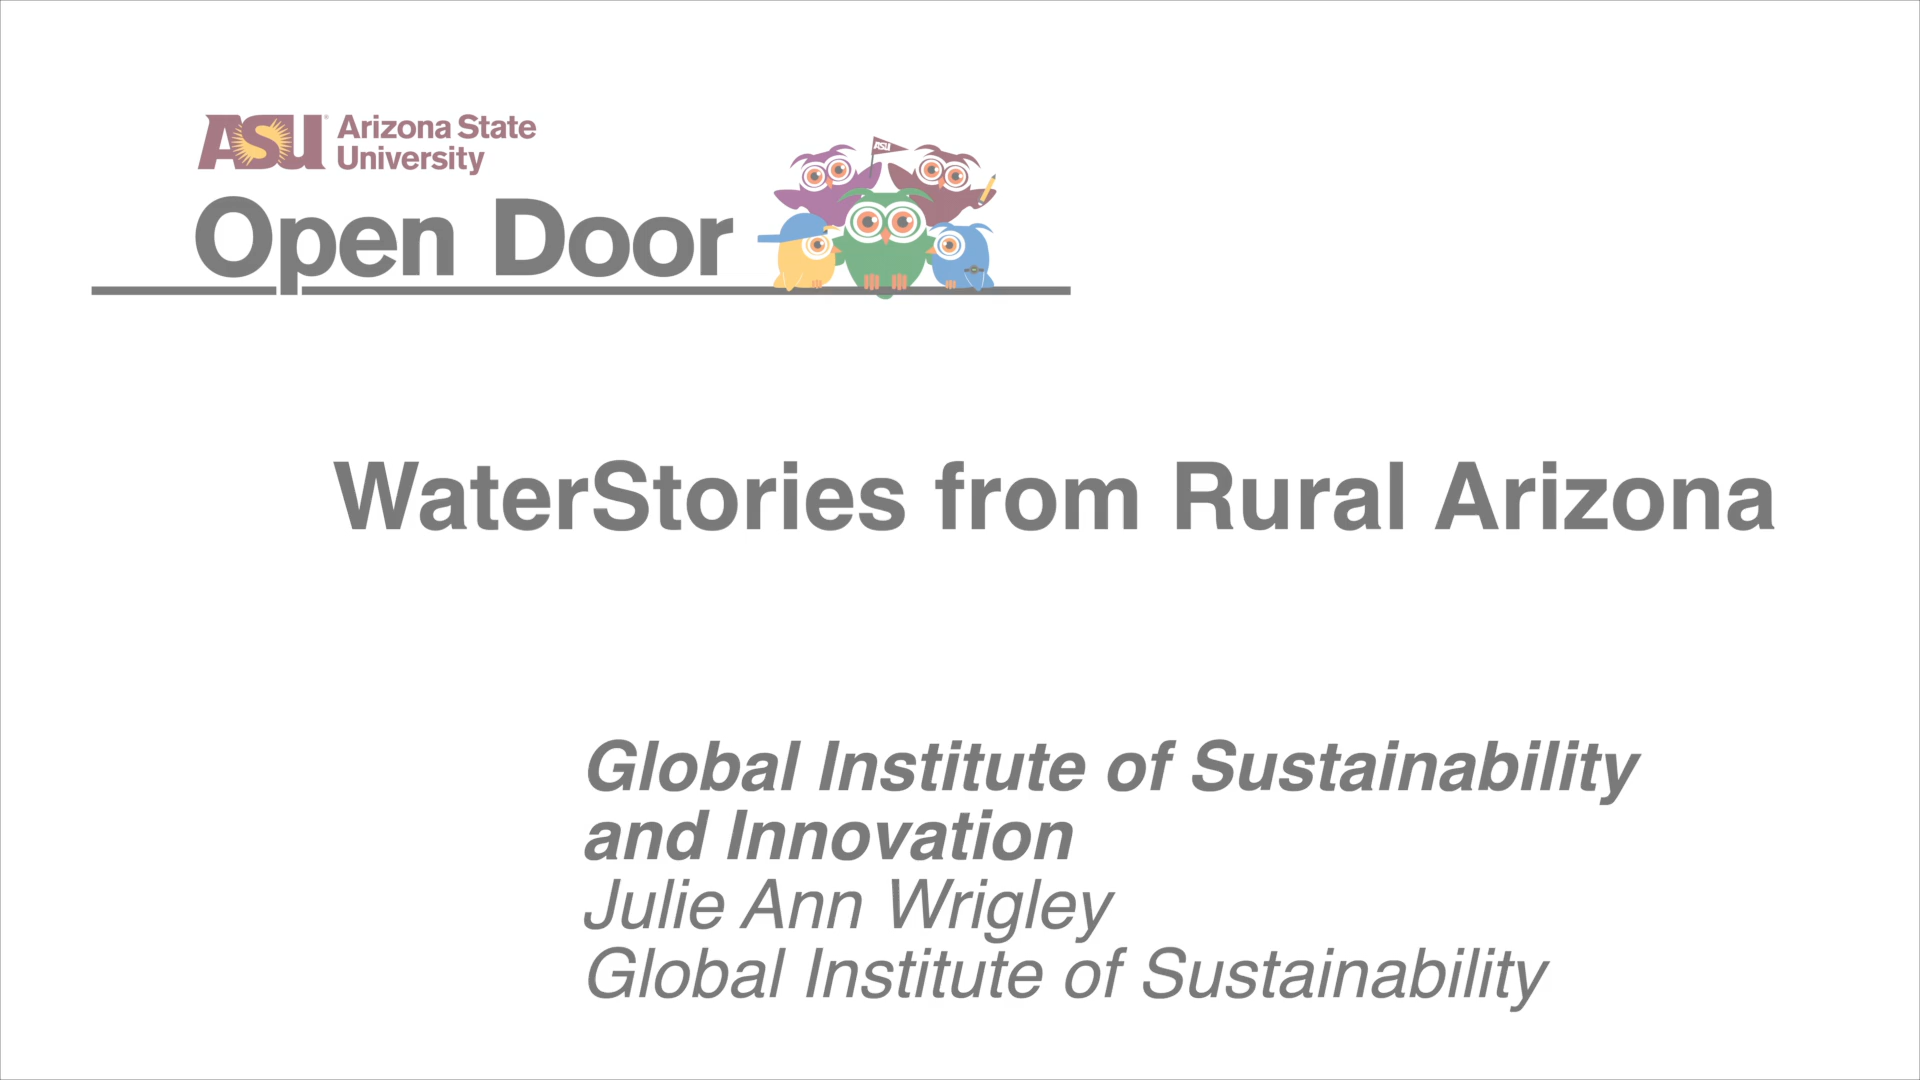 ASU Arizona State
University
Open Door
ASU
WaterStories from Rural Arizona
Global Institute of Sustainability
and Innovation
Julie Ann Wrigley
Global Institute of Sustainability